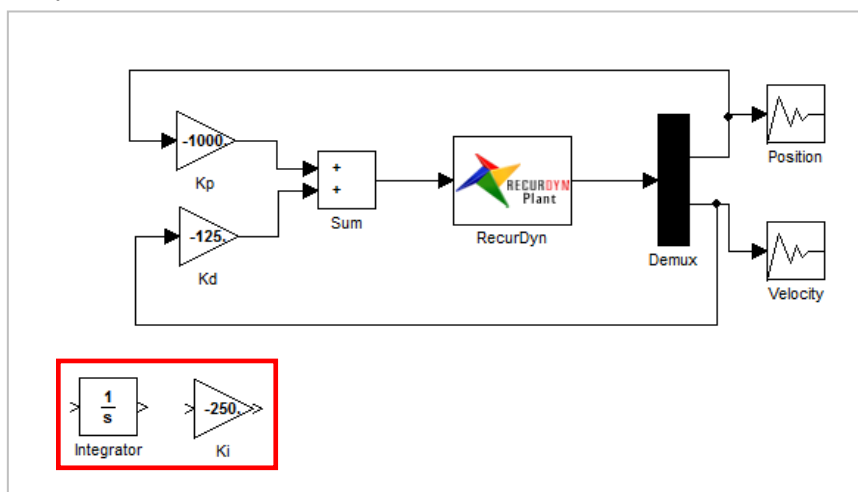 -1000.
Kp
+
+
Sum
RECURDYN
Plant
RecurDyn
Demux
Position
-125.
Kd
Velocity
1
s
Integrator
-250.
Ki